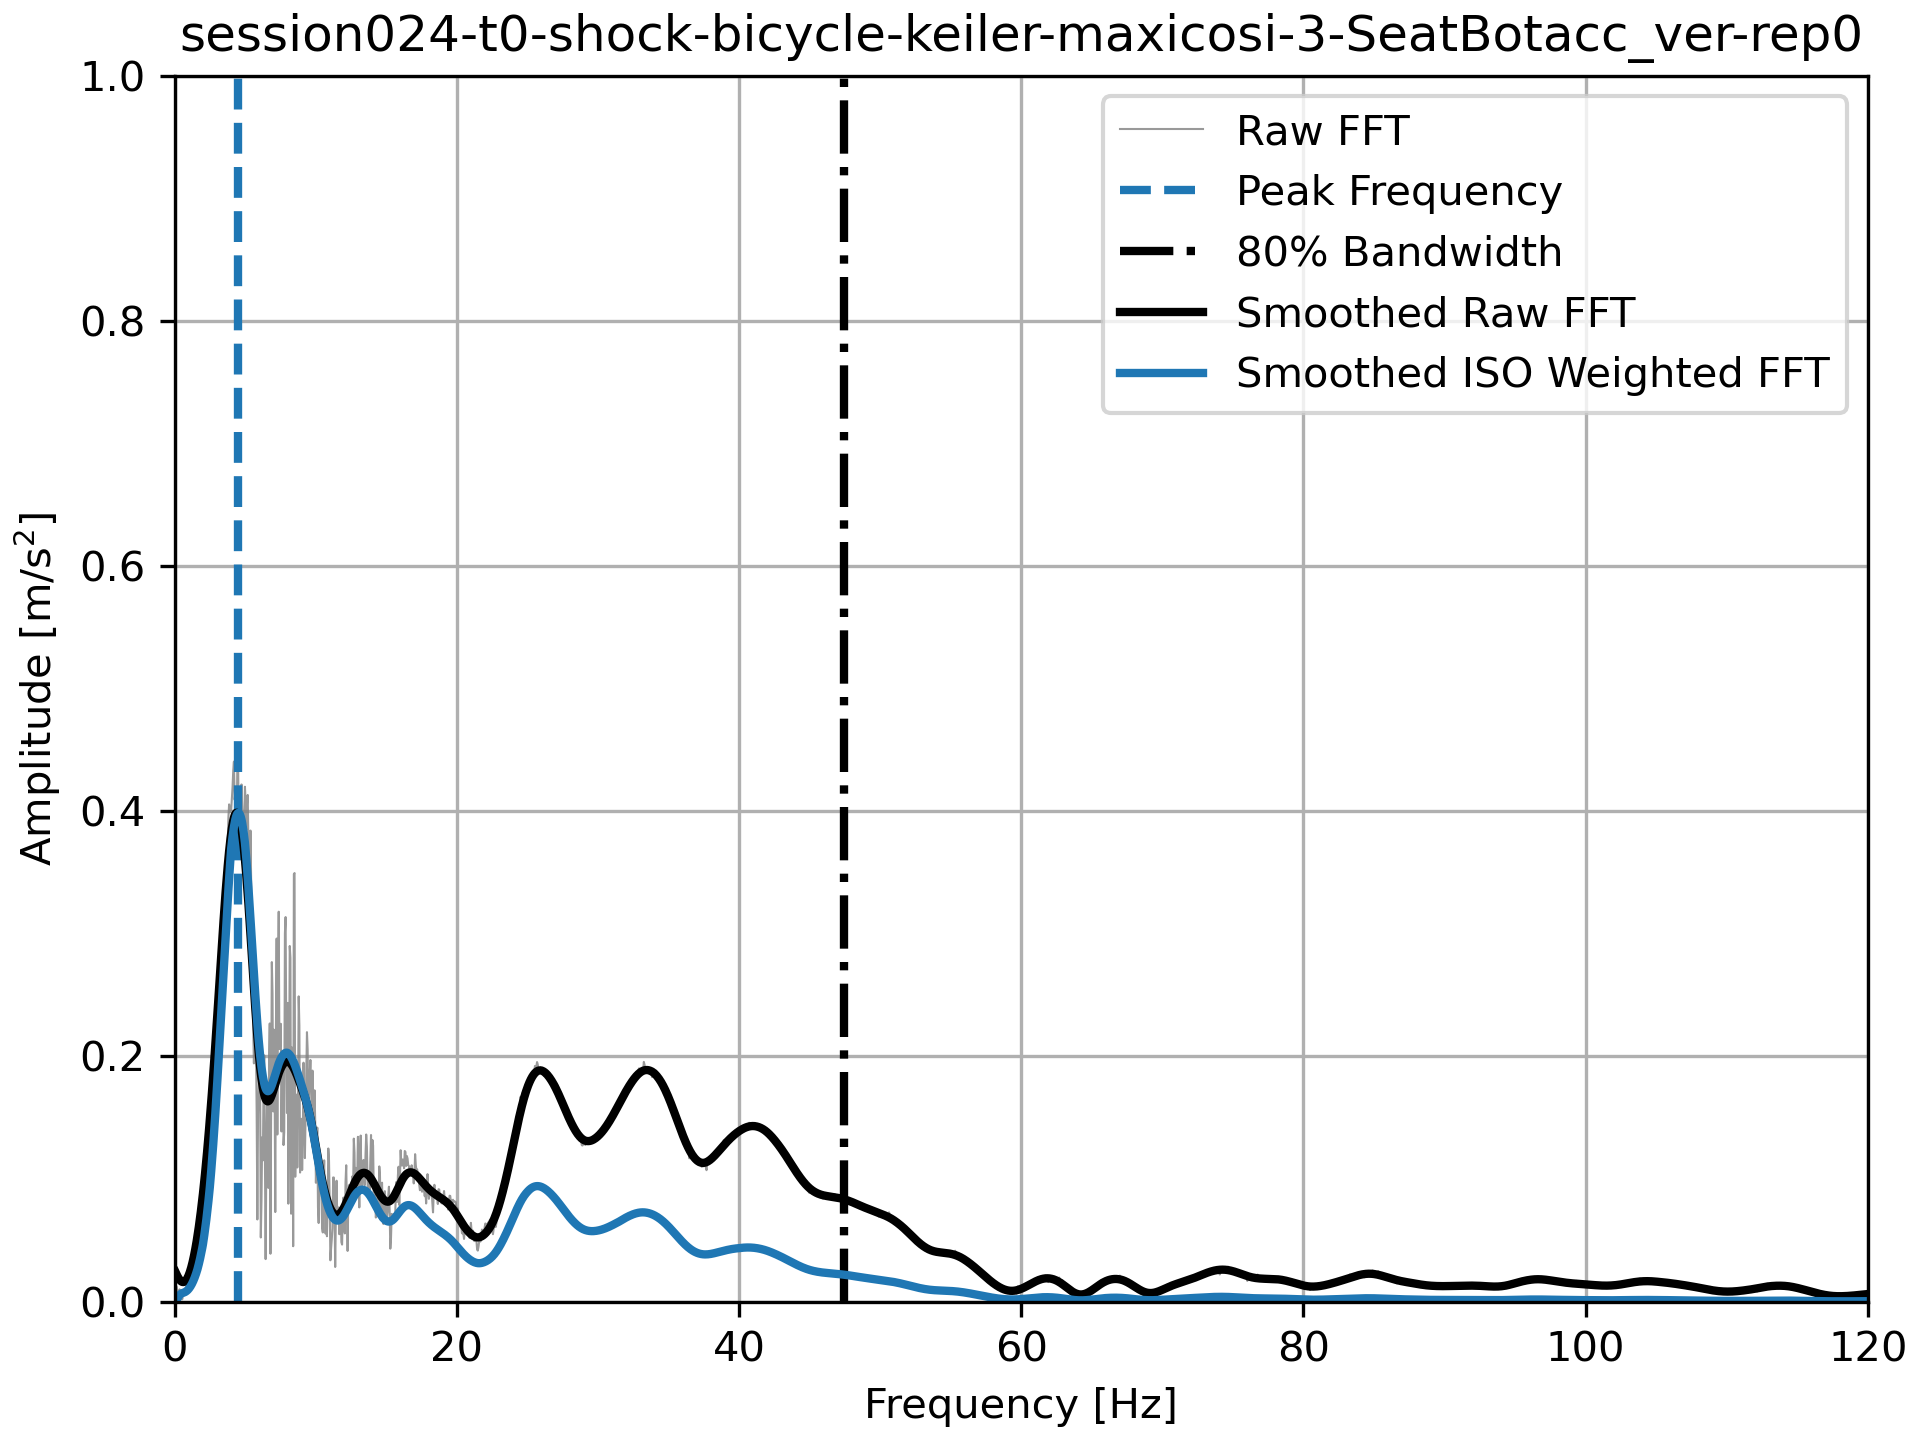 session024-t0-shock-bicycle-keiler-maxicosi-3-SeatBotacc_ver-rep0
1.0
0.8
0.6
0.4
0.2
0.0
Amplitude [m/s²]
Raw FFT
Peak Frequency
80% Bandwidth
Smoothed Raw FFT
Smoothed ISO Weighted FFT
0 20 40 60 80 100 120
Frequency [Hz]